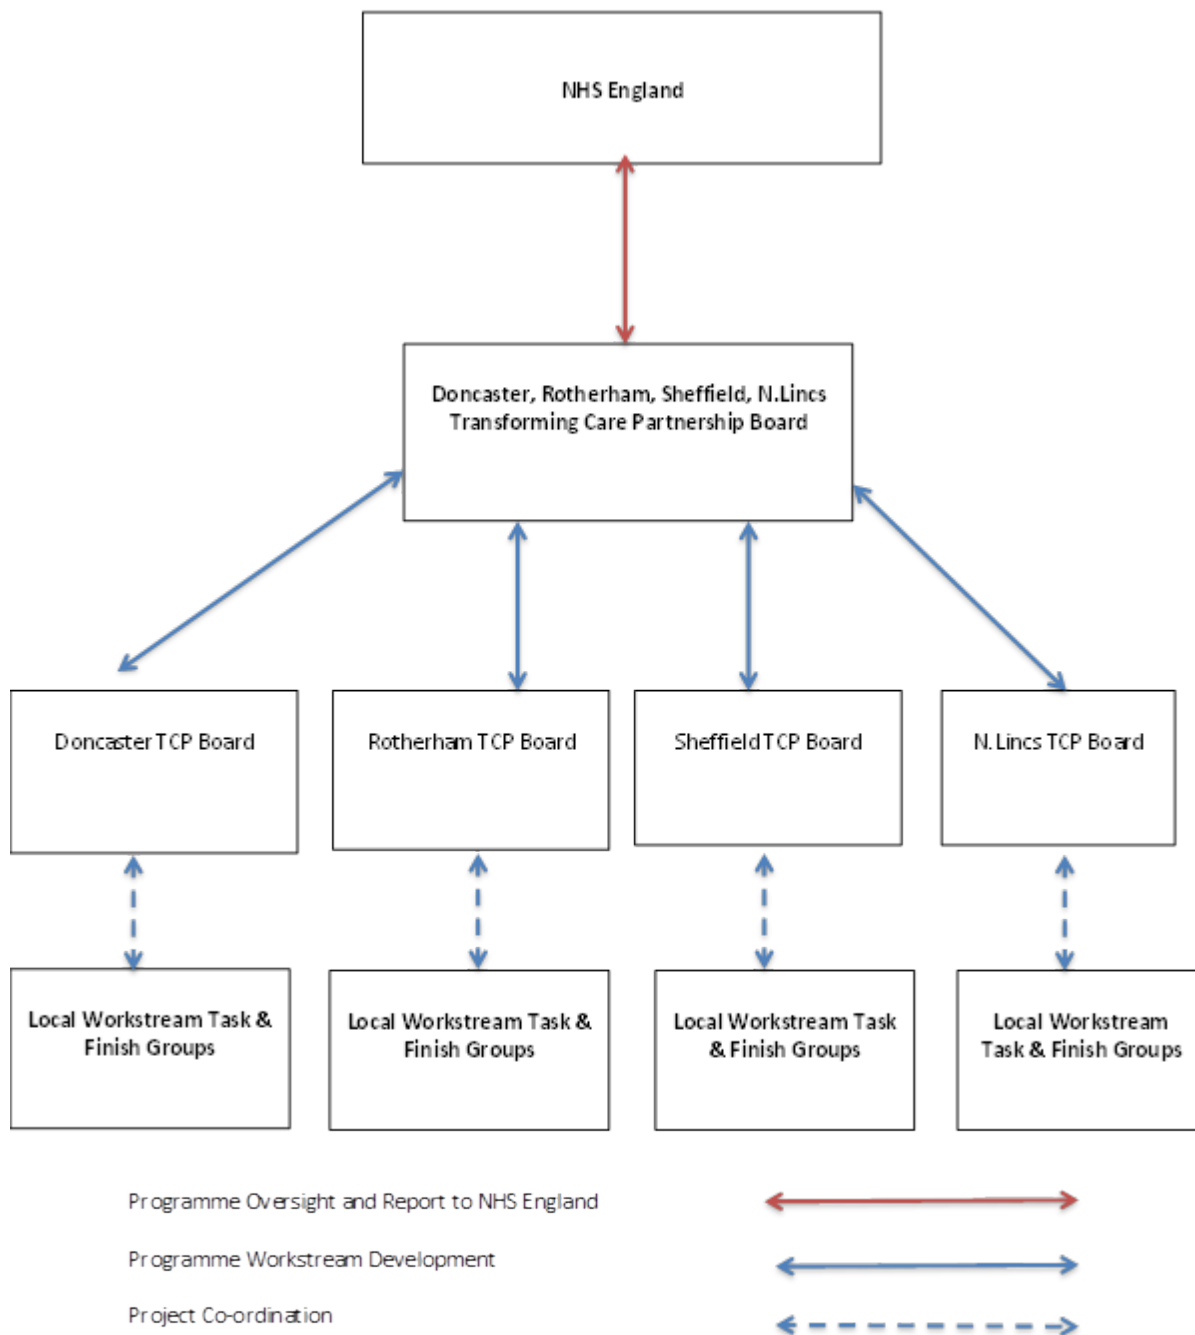 NHS England
Doncaster, Rotherham, Sheffield, N.Lincs
Transforming Care Partnership Board
Doncaster TCP Board
Rotherham TCP Board
Sheffield TCP Board
N. Lincs TCP Board
Local Workstream Task &
Finish Groups
Local Workstream Task &
Finish Groups
Local Workstream Task
& Finish Groups
Local Workstream
Task & Finish Groups
Programme Oversight and Report to NHS England
Programme Workstream Development
Project Co-ordination